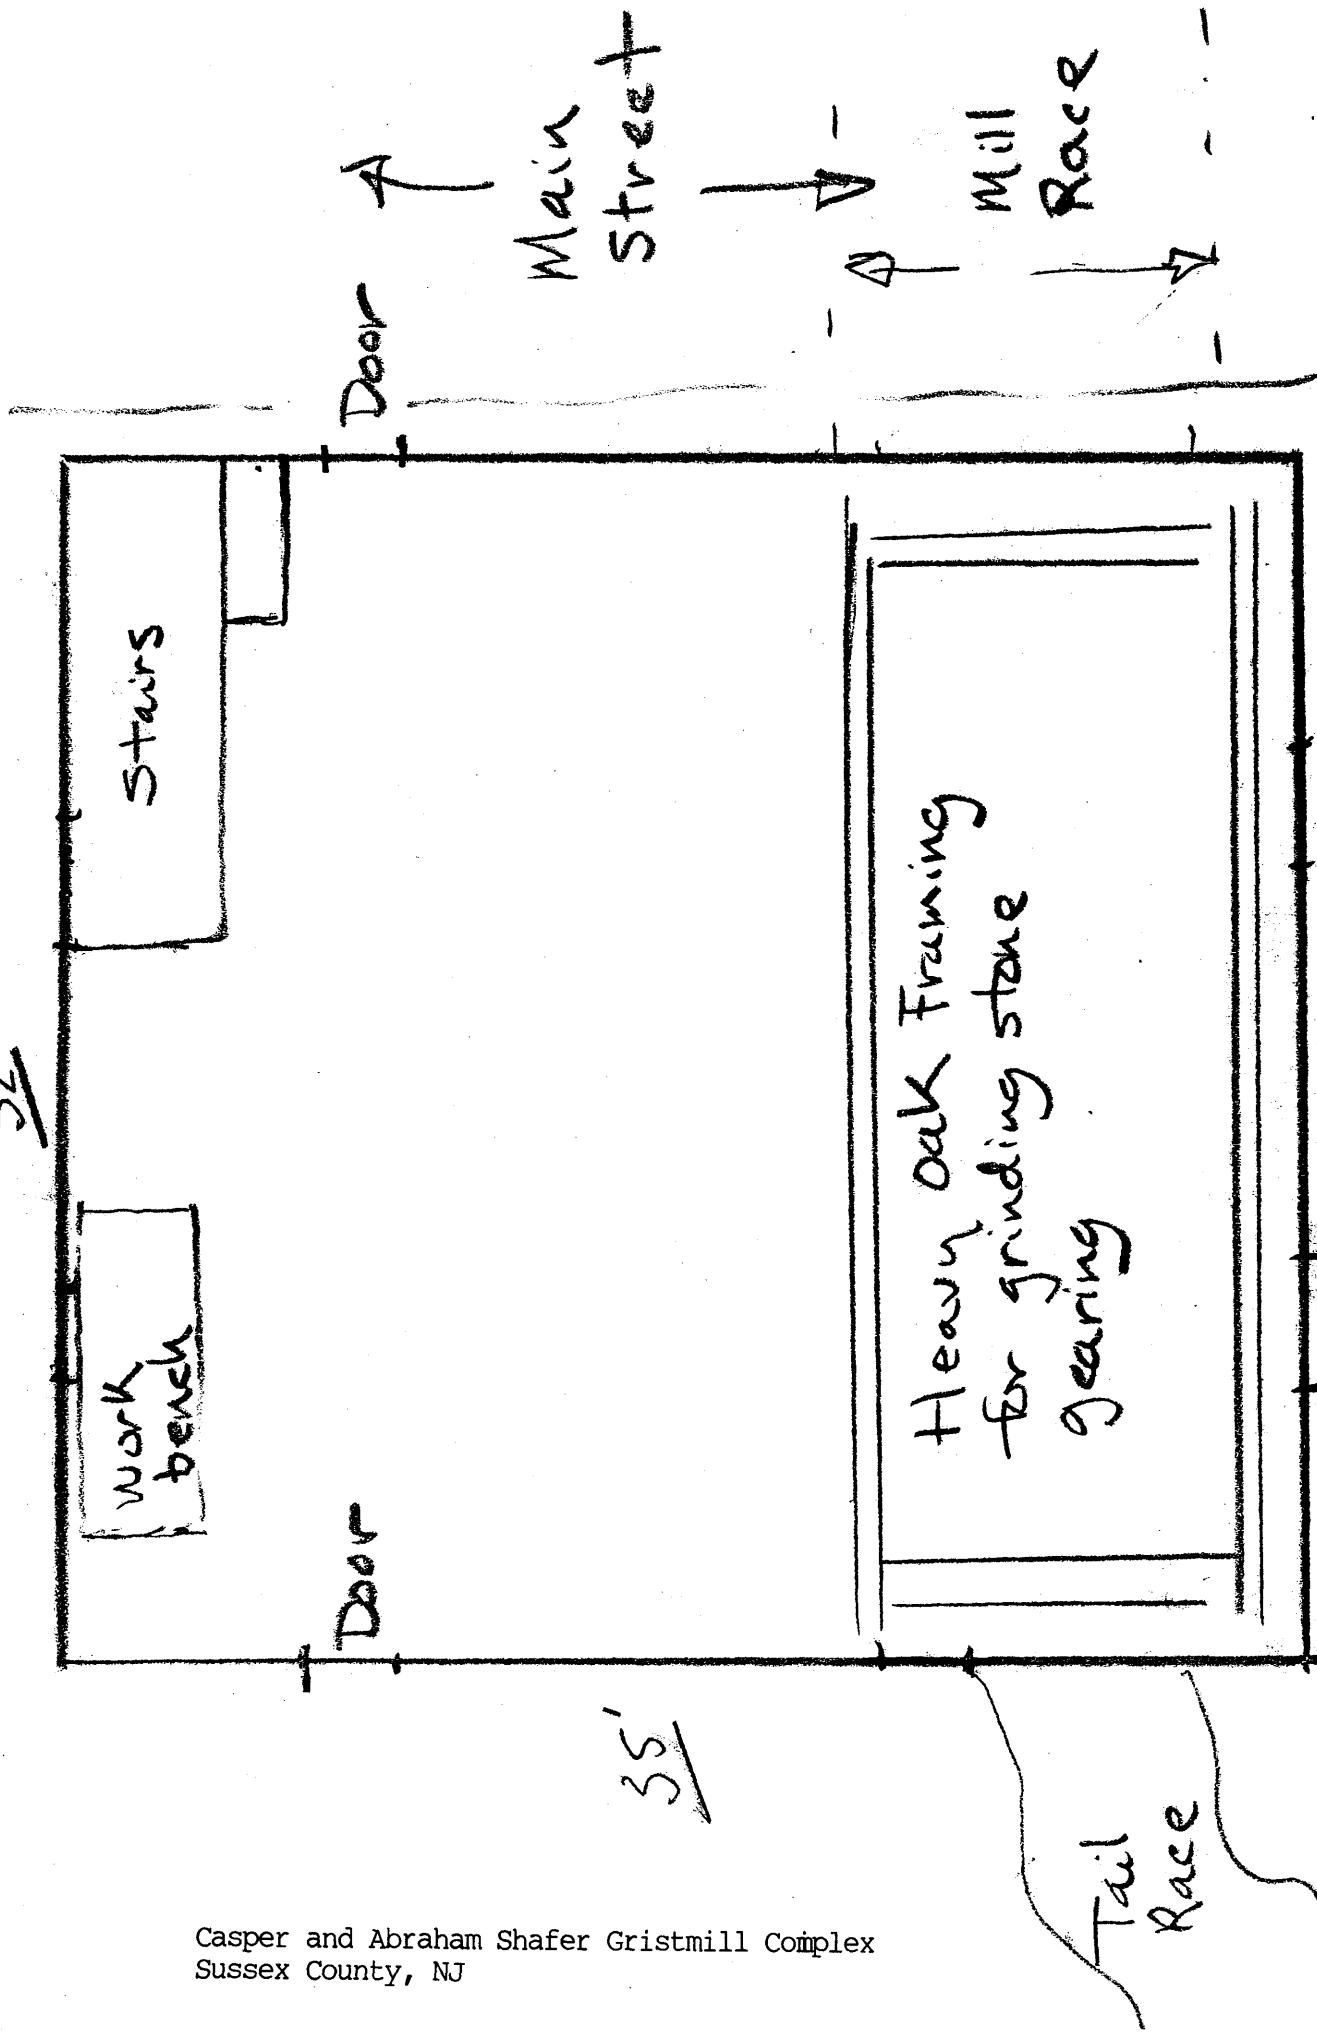 Stairs
Work
bench
Door
Door
Main
Street
Mill
Race
Heavy Oak Framing
for grinding stone
gearing
35'
Tail
Race
Casper and Abraham Shafer Gristmill Complex
Sussex County, NJ